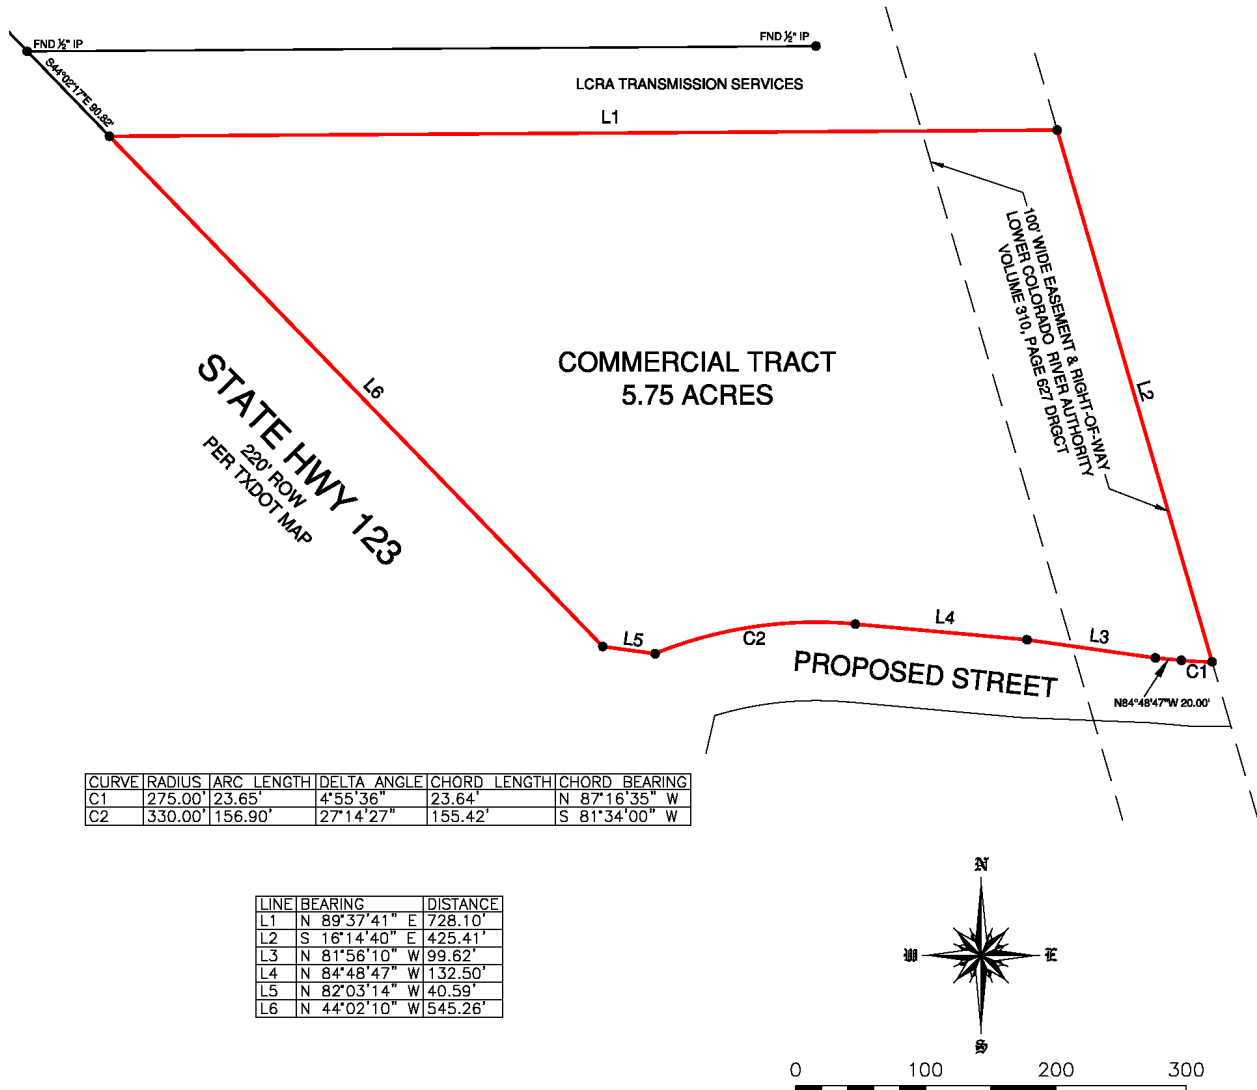 FND ½" IP
FND ½" IP
S44°02'17"E 90.82'
LCRA TRANSMISSION SERVICES
L1
100' WIDE EASEMENT & RIGHT-OF-WAY
LOWER COLORADO RIVER AUTHORITY
VOLUME 310, PAGE 627 DRGCT
L2
COMMERCIAL TRACT
5.75 ACRES
L6
STATE HWY 123
220' ROW
PER TXDOT MAP
L5
C2
L4
L3
C1
PROPOSED STREET
N84°48'47"W 20.00'
CURVE RADIUS ARC LENGTH DELTA ANGLE CHORD LENGTH CHORD BEARING
C1 275.00' 23.65' 4°55'36" 23.64' N 87°16'35" W
C2 330.00' 156.90' 27°14'27" 155.42' S 81°34'00" W
LINE BEARING DISTANCE
L1 N 89°37'41" E 728.10'
L2 S 16°14'40" E 425.41'
L3 N 81°56'10" W 99.62'
L4 N 84°48'47" W 132.50'
L5 N 82°03'14" W 40.59'
L6 N 44°02'10" W 545.26'
N
W E
S
0 100 200 300